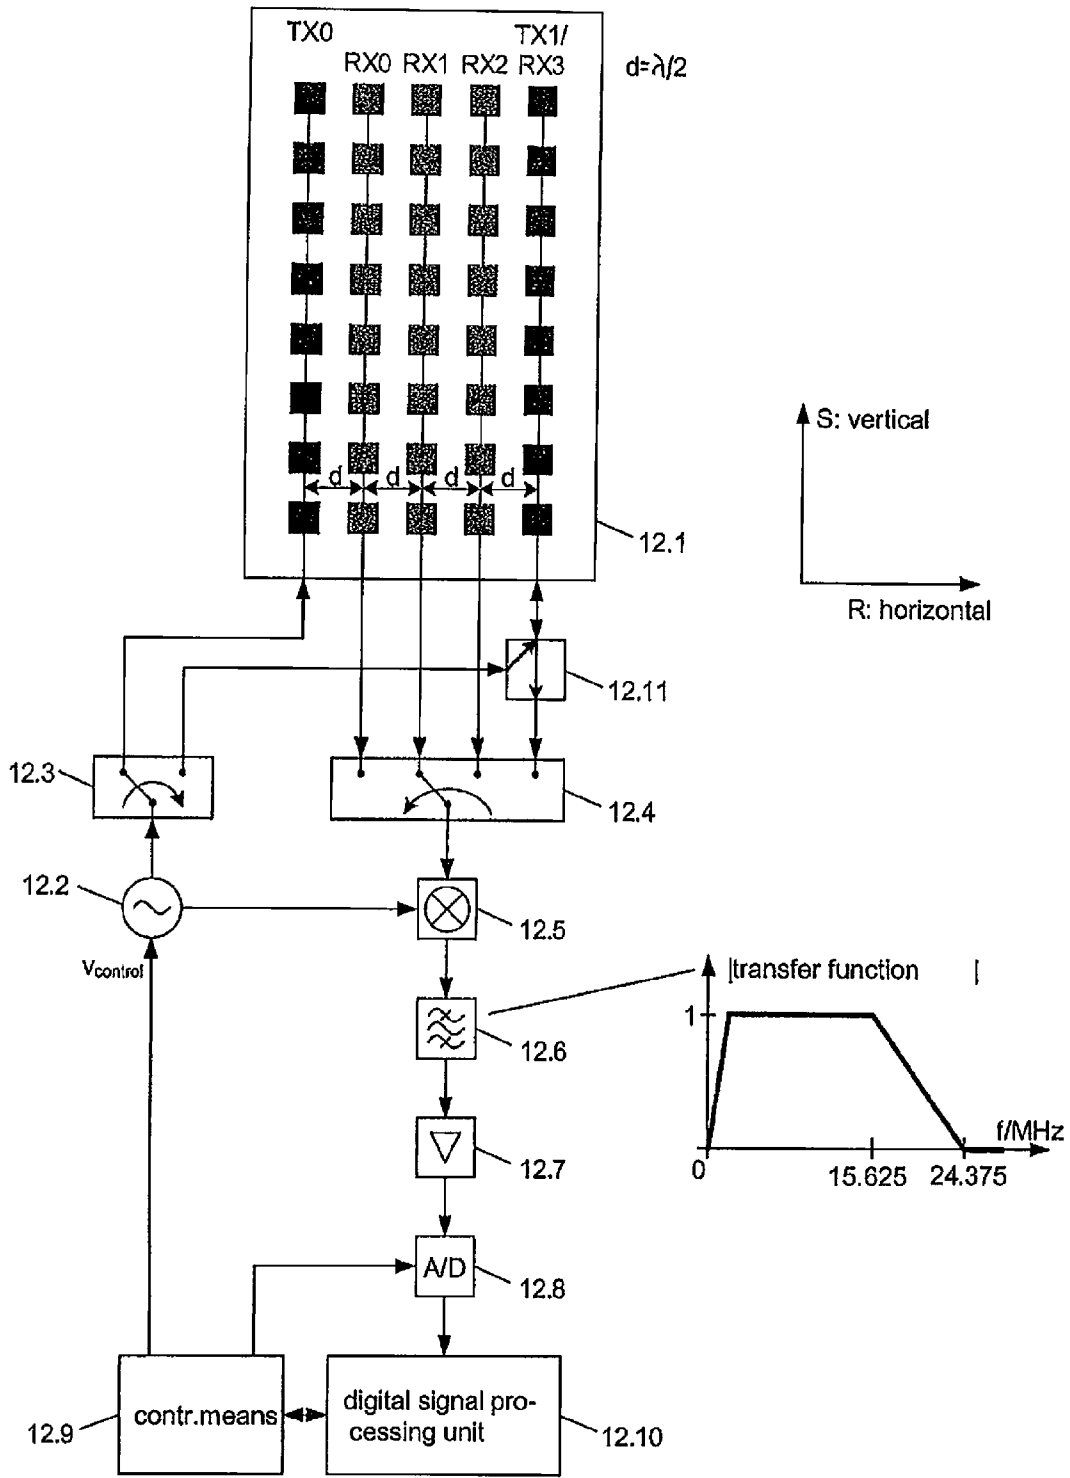 TX0
TX1/
RX0 RX1 RX2 RX3
d=λ/2
d d d d
S: vertical
12.1
R: horizontal
12.11
12.3
12.4
12.2
12.5
Vcontrol
|transfer function |
1
12.6
f/MHz
12.7
0 15.625 24.375
A/D
12.8
contr.means
digital signal pro-
cessing unit
12.9
12.10